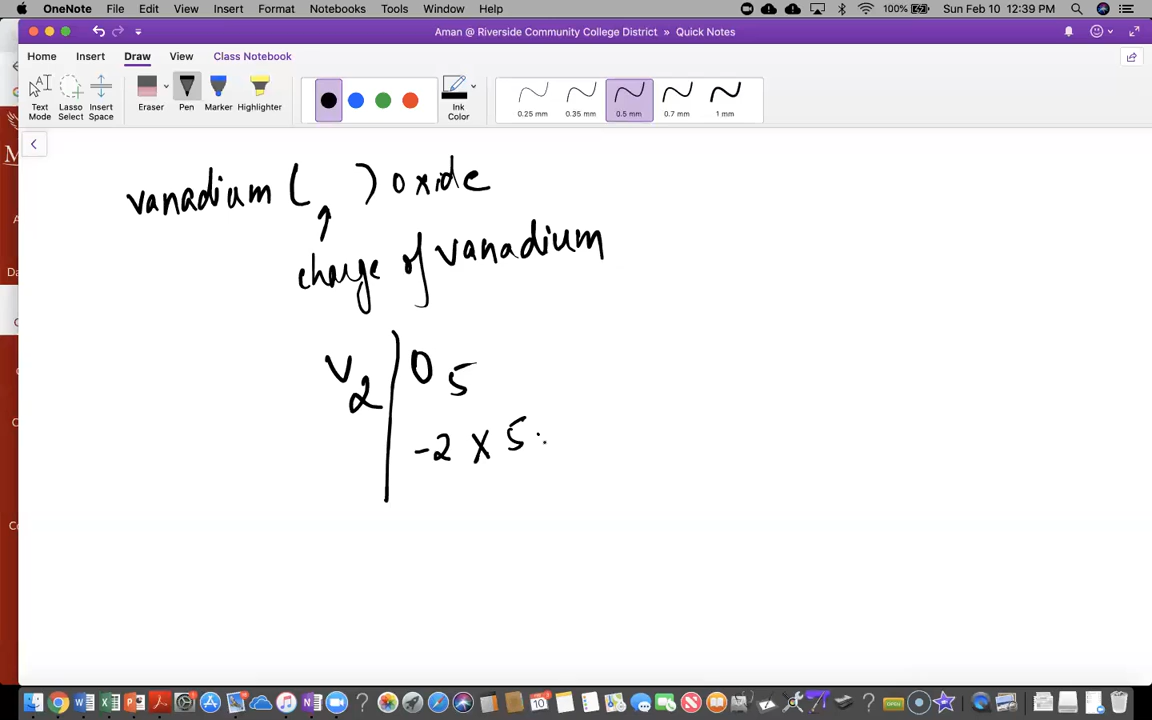 OneNote File Edit View Insert Format Notebooks Tools Window Help 100% Sun Feb 10 12:39 PM
Aman @ Riverside Community College District » Quick Notes
Home Insert Draw View Class Notebook
Text Mode Lasso Select Insert Space Eraser Pen Marker Highlighter Ink Color 0.25 mm 0.35 mm 0.5 mm 0.7 mm 1 mm
vanadium ( ) oxide
charge of vanadium
V2 | O5
-2 X 5